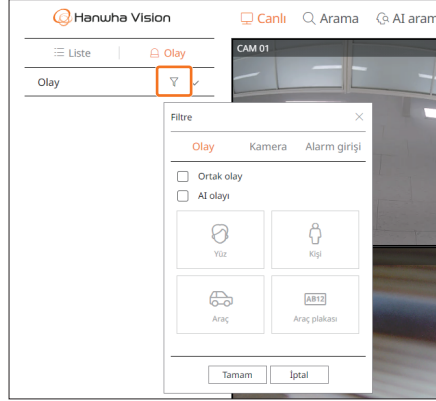 Hanwha Vision
Canlı
Arama
AI aram
Liste
Olay
CAM 01
Olay
Filtre
Olay
Kamera
Alarm girişi
Ortak olay
AI olayı
Yüz
Kişi
AB12
Araç
Araç plakası
Tamam
İptal